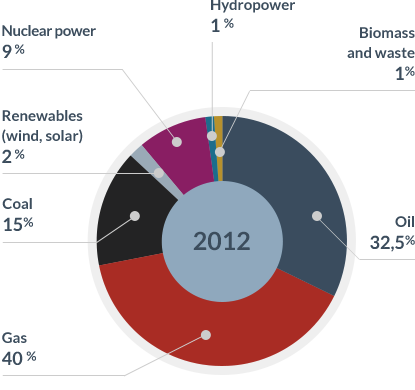 Hydropower
1 %
Nuclear power
9 %
Biomass
and waste
1%
Renewables
(wind, solar)
2 %
Coal
15%
2012
Oil
32,5%
Gas
40 %